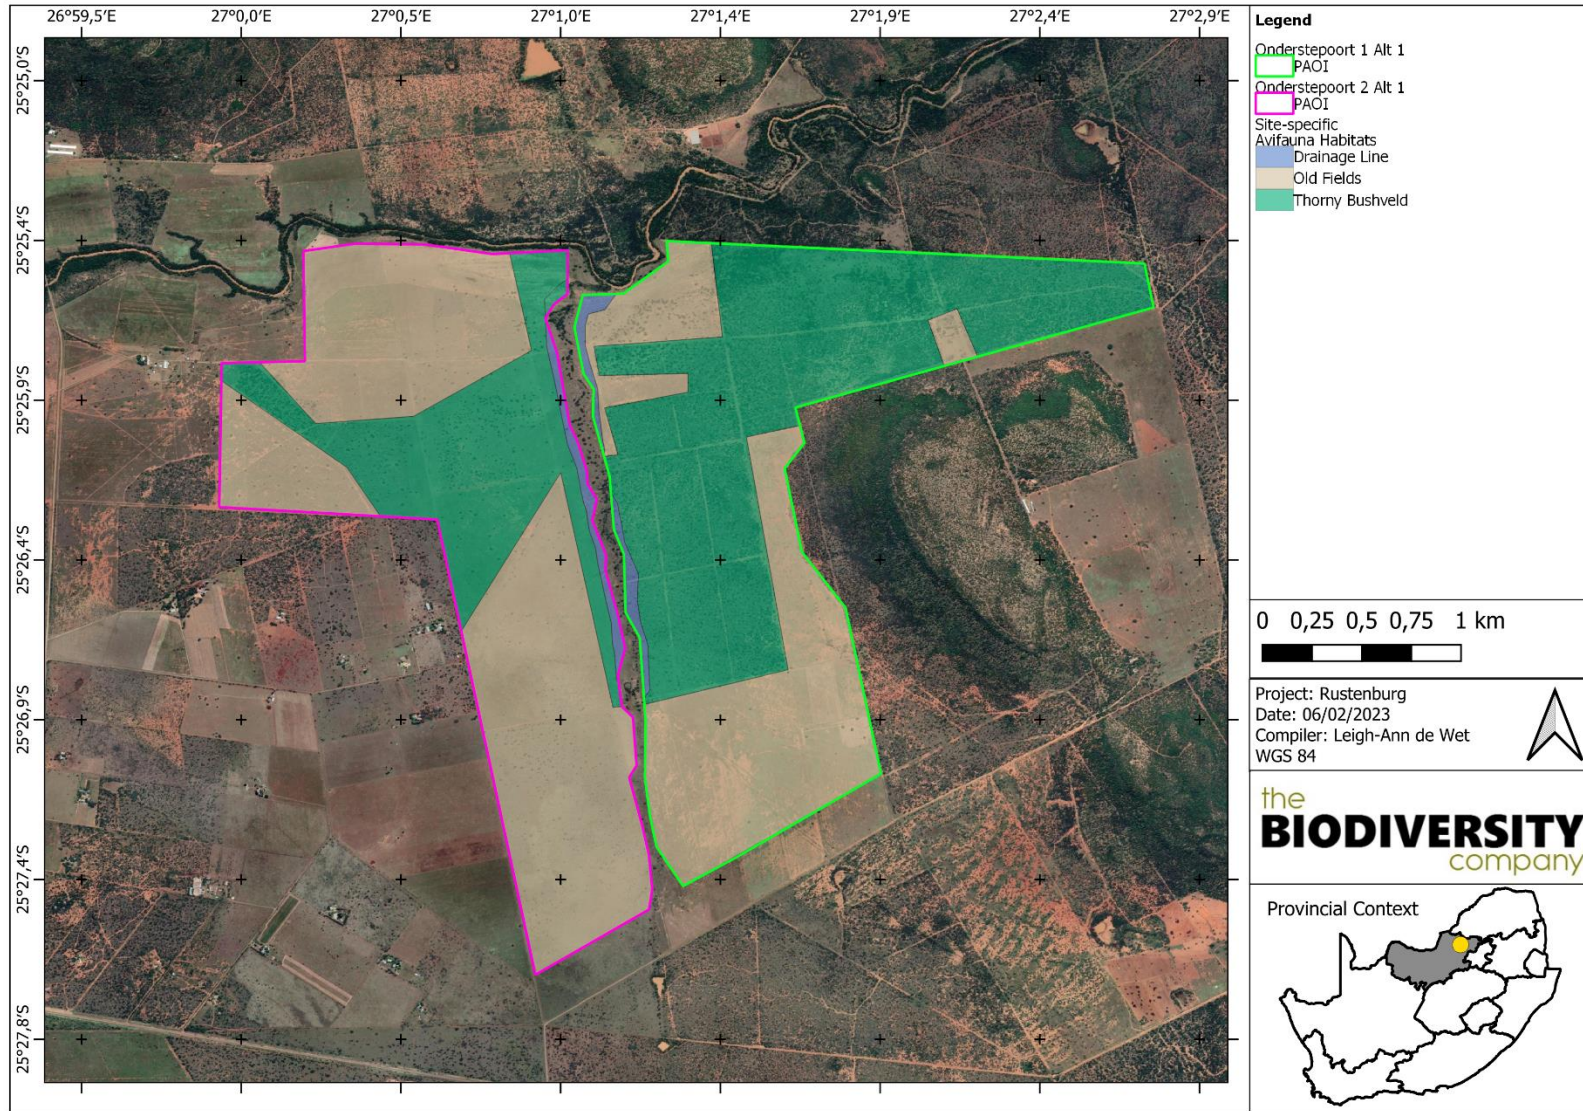 26°59,5'E 27°0,0'E 27°0,5'E 27°1,0'E 27°1,4'E 27°1,9'E 27°2,4'E 27°2,9'E
25°25,0'S
25°25,4'S
25°25,9'S
25°26,4'S
25°26,9'S
25°27,4'S
25°27,8'S
Legend
Onderstepoort 1 Alt 1
PAOI
Onderstepoort 2 Alt 1
PAOI
Site-specific
Avifauna Habitats
Drainage Line
Old Fields
Thorny Bushveld
0 0,25 0,5 0,75 1 km
Project: Rustenburg
Date: 06/02/2023
Compiler: Leigh-Ann de Wet
WGS 84
the
BIODIVERSITY
company
Provincial Context